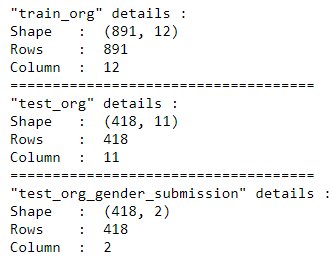 "train_org" details :
Shape   :  (891, 12)
Rows    :  891
Column  :  12
=====================================
"test_org" details :
Shape   :  (418, 11)
Rows    :  418
Column  :  11
=====================================
"test_org_gender_submission" details :
Shape   :  (418, 2)
Rows    :  418
Column  :  2